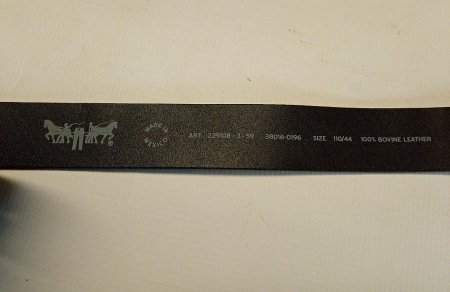 MADE IN MEXICO ART. 229108 - 3 - 59 38016-0196 SIZE 110/44 100% BOVINE LEATHER